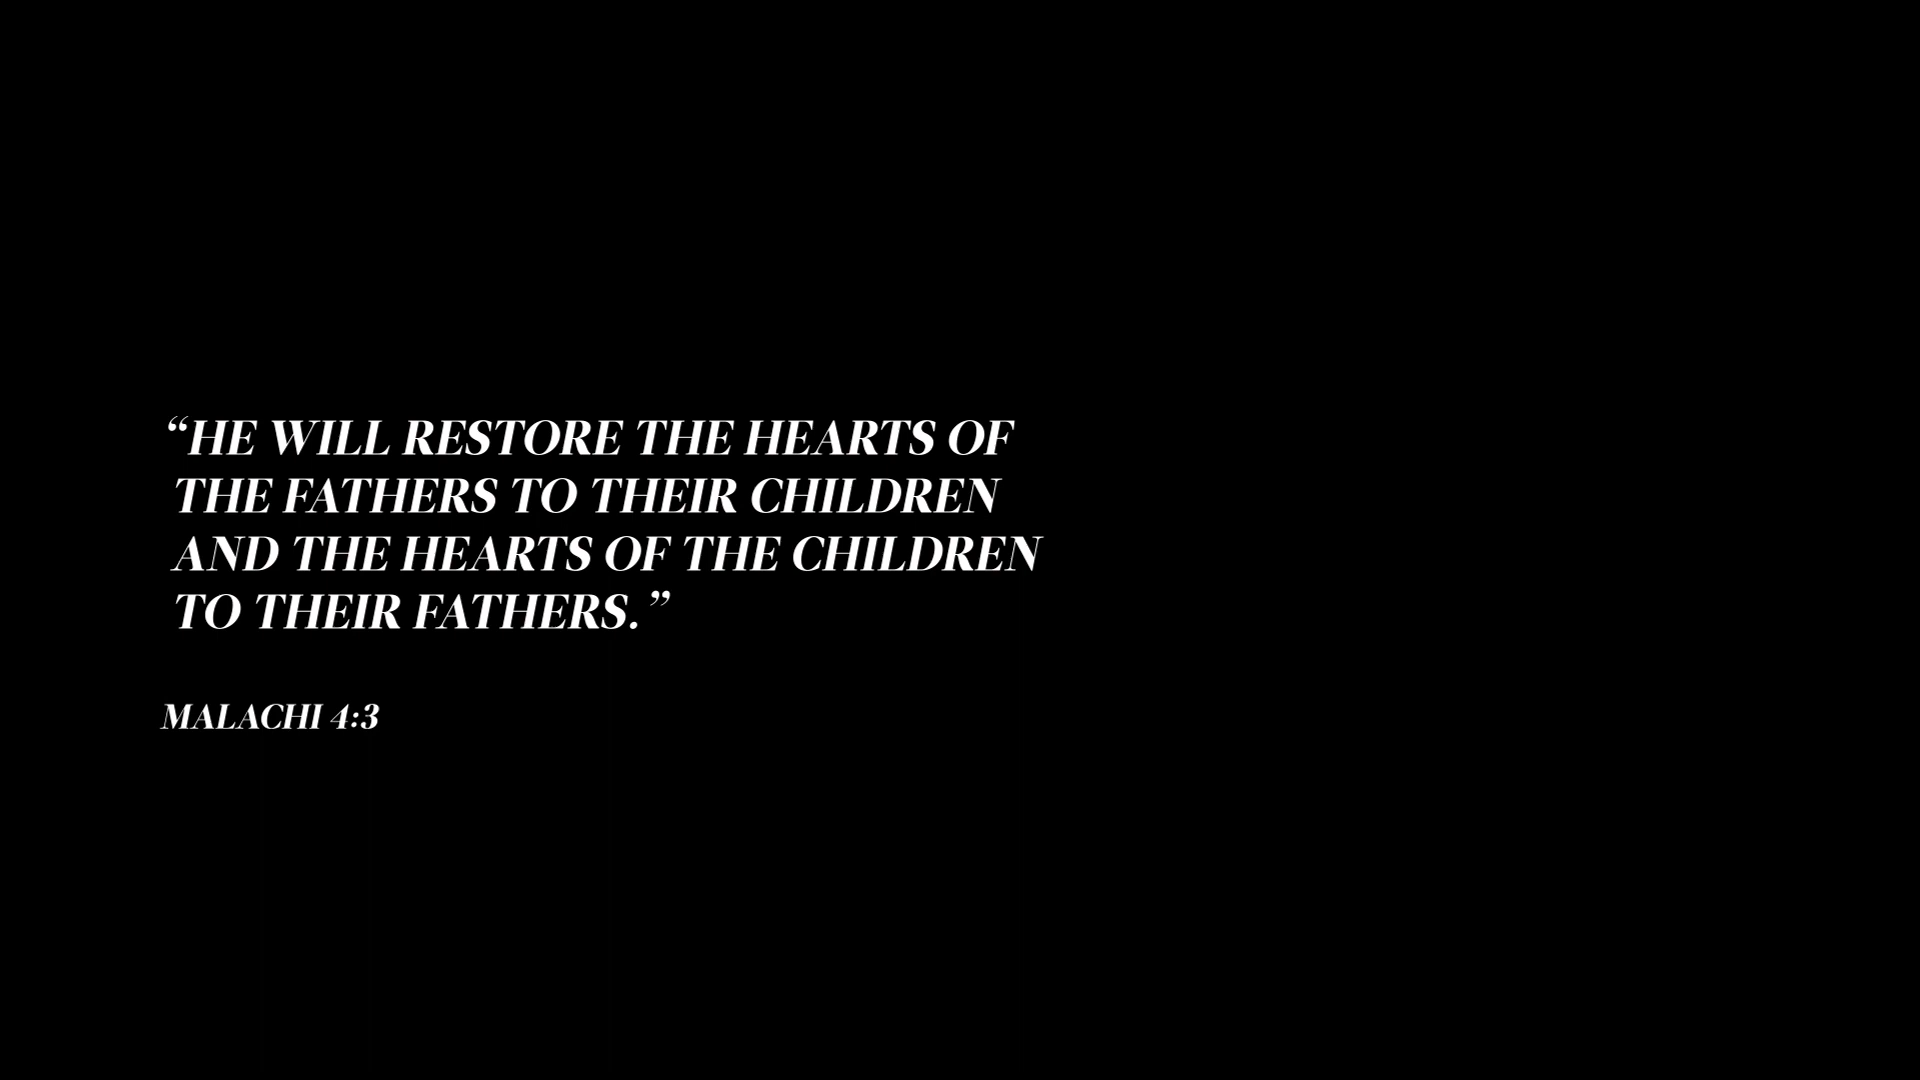 “HE WILL RESTORE THE HEARTS OF
THE FATHERS TO THEIR CHILDREN
AND THE HEARTS OF THE CHILDREN
TO THEIR FATHERS.”
MALACHI 4:3